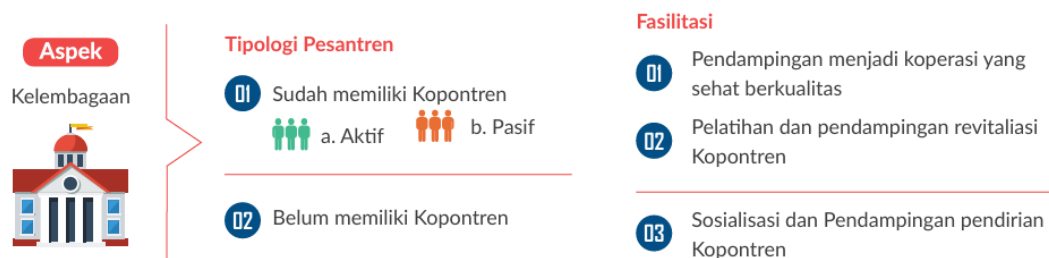 Aspek
Kelembagaan
Tipologi Pesantren
01 Sudah memiliki Kopontren
a. Aktif b. Pasif
02 Belum memiliki Kopontren
Fasilitasi
01 Pendampingan menjadi koperasi yang
sehat berkualitas
02 Pelatihan dan pendampingan revitaliasi
Kopontren
03 Sosialisasi dan Pendampingan pendirian
Kopontren